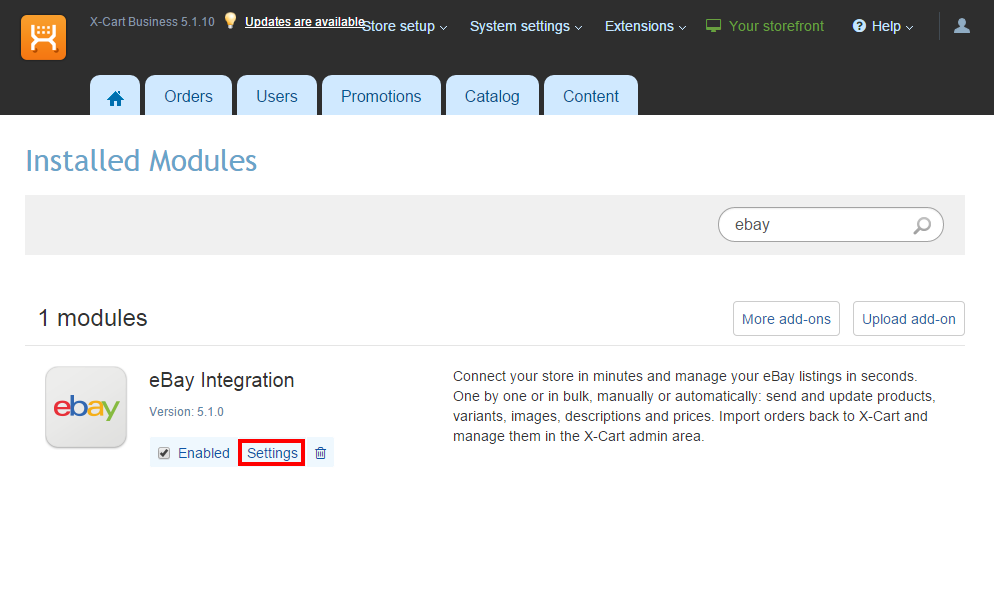 X-Cart Business 5.1.10 Updates are available Store setup System settings Extensions Your storefront Help
Orders Users Promotions Catalog Content
Installed Modules
ebay
1 modules
More add-ons Upload add-on
ebay
eBay Integration
Version: 5.1.0
Enabled Settings
Connect your store in minutes and manage your eBay listings in seconds.
One by one or in bulk, manually or automatically: send and update products,
variants, images, descriptions and prices. Import orders back to X-Cart and
manage them in the X-Cart admin area.